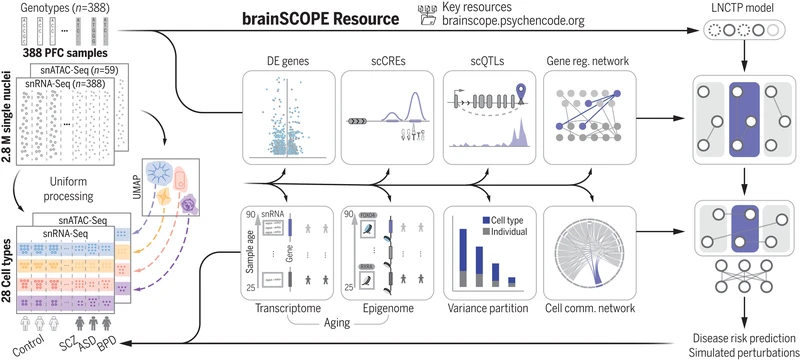 Genotypes (n=388)
388 PFC samples
brainSCOPE Resource
Key resources
brainscope.psychencode.org
LNCTP model
2.8 M single nuclei
snATAC-Seq (n=59)
snRNA-Seq (n=388)
DE genes
scCREs
scQTLs
Gene reg. network
Uniform
processing
UMAP
28 Cell types
snATAC-Seq
snRNA-Seq
Control
SCZ
ASD
BPD
90
snRNA
Sample age
Gene
25
Transcriptome
90
25
Epigenome
Aging
Cell type
Individual
Variance partition
Cell comm. network
Disease risk prediction
Simulated perturbations